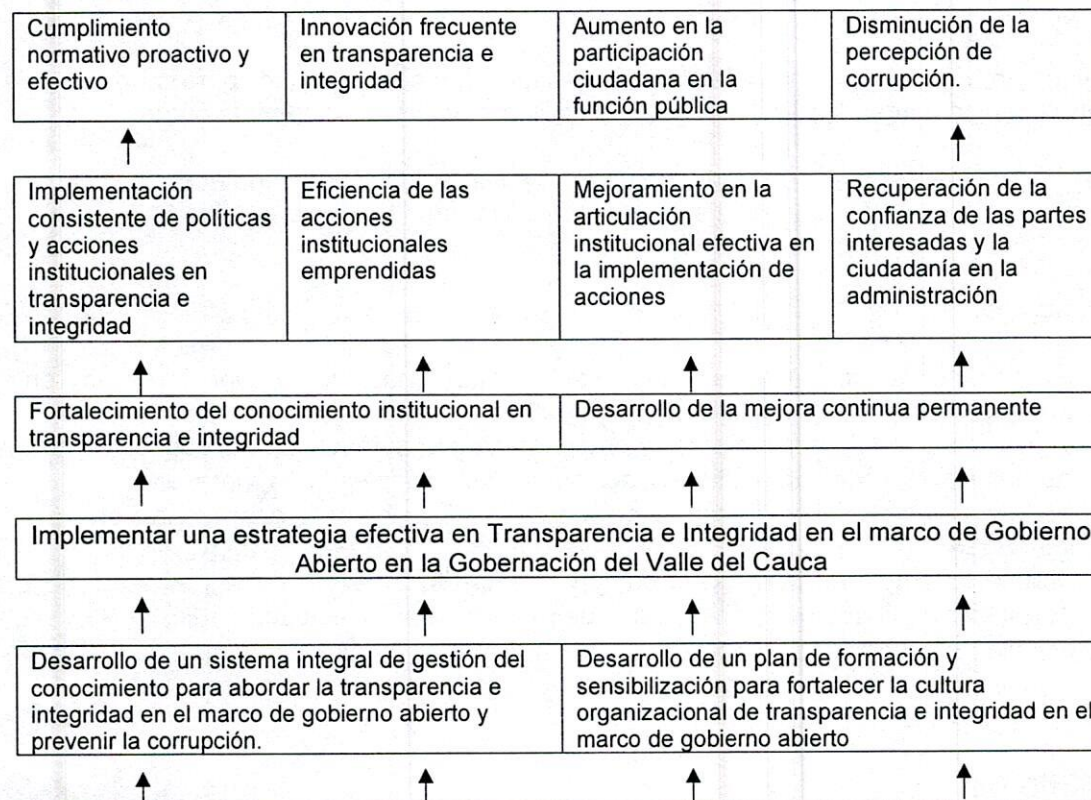 Cumplimiento
normativo proactivo y
efectivo
Innovación frecuente
en transparencia e
integridad
Aumento en la
participación
ciudadana en la
función pública
Disminución de la
percepción de
corrupción.
Implementación
consistente de políticas
y acciones
institucionales en
transparencia e
integridad
Eficiencia de las
acciones
institucionales
emprendidas
Mejoramiento en la
articulación
institucional efectiva en
la implementación de
acciones
Recuperación de la
confianza de las partes
interesadas y la
ciudadanía en la
administración
Fortalecimiento del conocimiento institucional en
transparencia e integridad
Desarrollo de la mejora continua permanente
Implementar una estrategia efectiva en Transparencia e Integridad en el marco de Gobierno
Abierto en la Gobernación del Valle del Cauca
Desarrollo de un sistema integral de gestión del
conocimiento para abordar la transparencia e
integridad en el marco de gobierno abierto y
prevenir la corrupción.
Desarrollo de un plan de formación y
sensibilización para fortalecer la cultura
organizacional de transparencia e integridad en el
marco de gobierno abierto